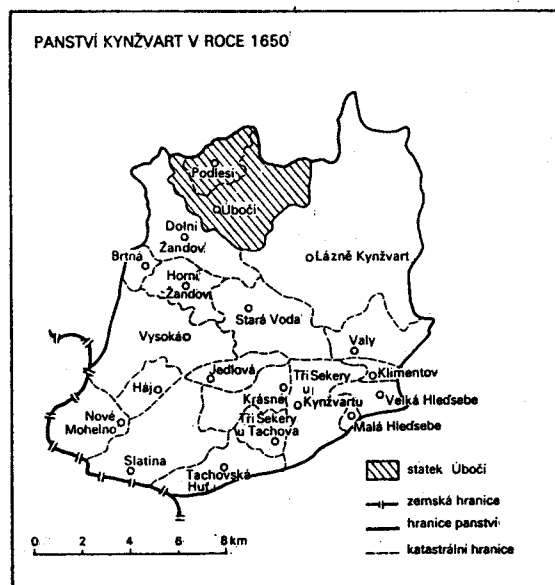 PANSTVÍ KYNŽVART V ROCE 1650
Podlesí
Úbočí
Dolní
Žandov
Brtná
Horní
Žandov
Lázně Kynžvart
Stará Voda
Vysoká
Valy
Jedlová
Klimentov
Háj
Krásné
Tři Sekery
u
Kynžvartu
Velká Hleďsebe
Malá Hleďsebe
Nové
Mohelno
Tři Sekery
u Tachova
Slatina
Tachovská
Huť
statek Úbočí
zemská hranice
hranice panství
katastrální hranice
0 2 4 6 8 km